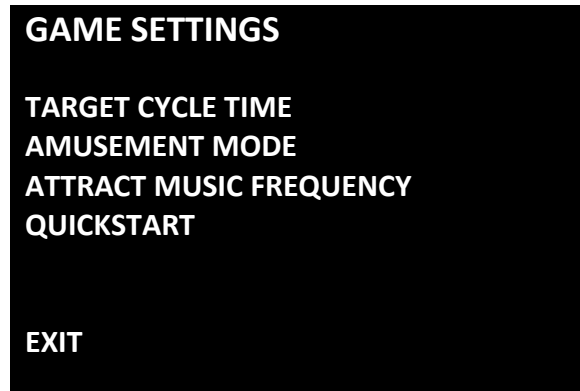 GAME SETTINGS
TARGET CYCLE TIME
AMUSEMENT MODE
ATTRACT MUSIC FREQUENCY
QUICKSTART
EXIT